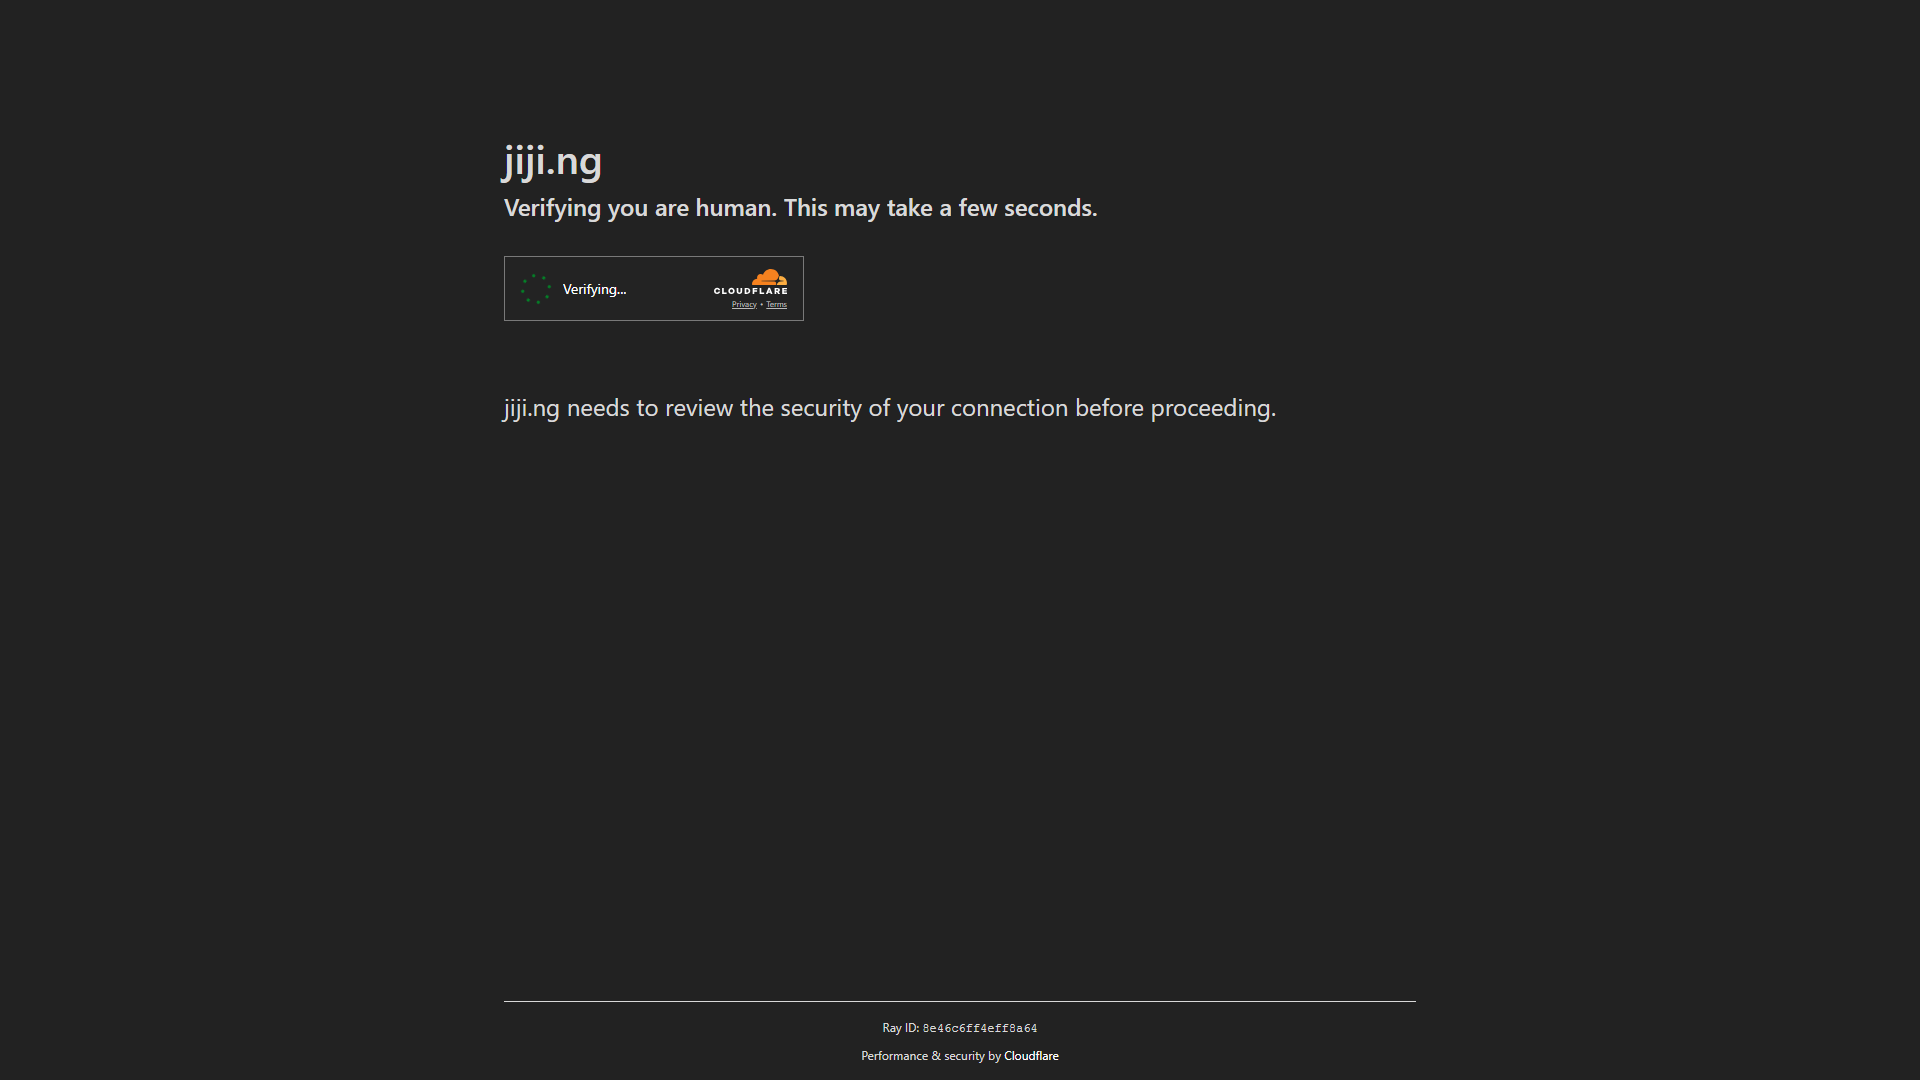 jiji.ng
Verifying you are human. This may take a few seconds.
Verifying...
CLOUDFLARE
Privacy • Terms
jiji.ng needs to review the security of your connection before proceeding.
Ray ID: 8e46c6ff4eff8a64
Performance & security by Cloudflare